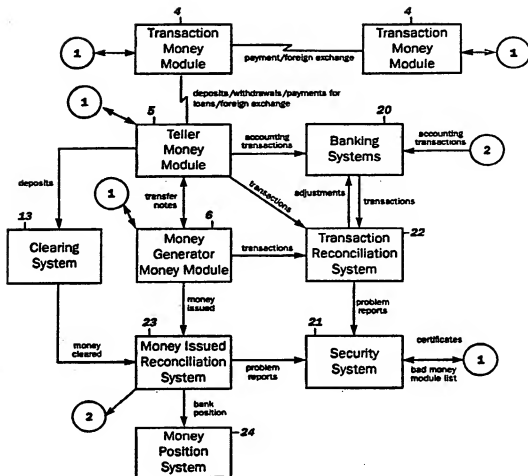 4
4
1
Transaction
Money
Module
payment/foreign exchange
Transaction
Money
Module
1
deposits/withdrawals/payments for
loans/foreign exchange
1
5
20
Teller
Money
Module
accounting
transactions
Banking
Systems
accounting
transactions
2
deposits
1
transfer
notes
transactions
adjustments
transactions
13
6
22
Clearing
System
Money
Generator
Money Module
transactions
Transaction
Reconciliation
System
money
issued
problem
reports
23
21
money
cleared
Money Issued
Reconciliation
System
problem
reports
Security
System
certificates
bad money
module list
1
2
bank
position
Money
Position
System
24